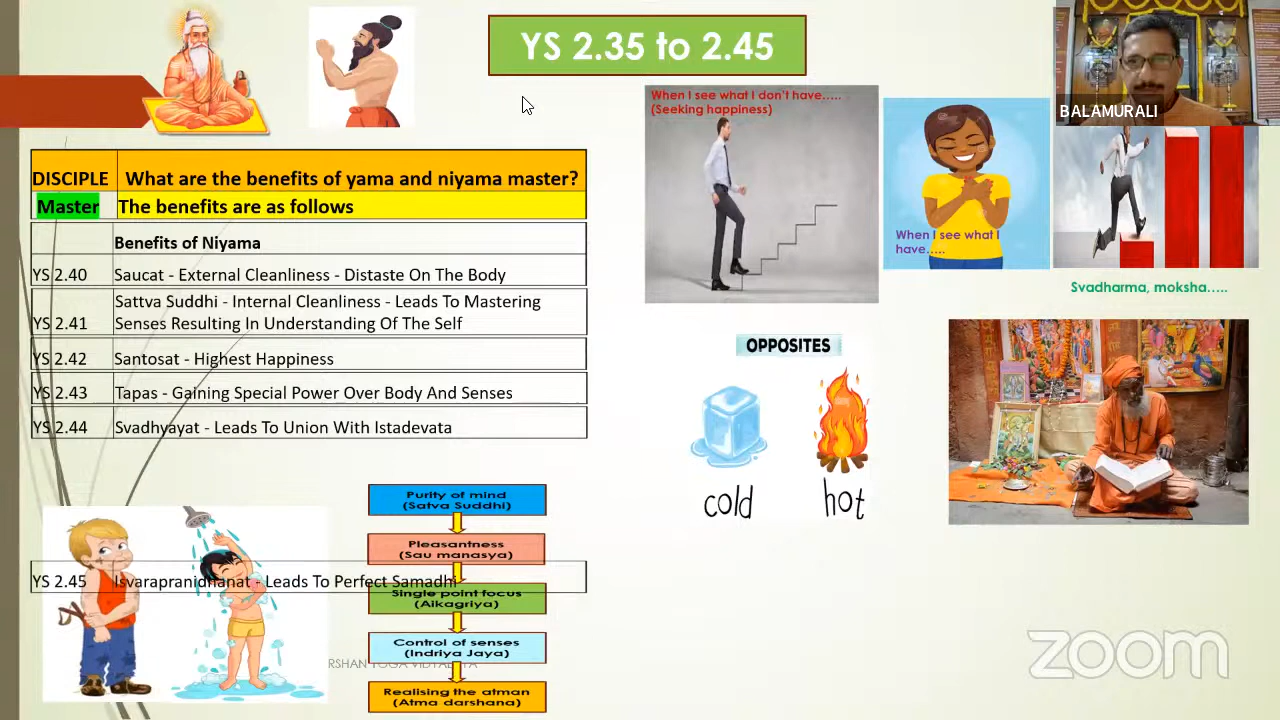 YS 2.35 to 2.45
BALAMURALI
When I see what I don't have.....
(Seeking happiness)
When I see what I
have.....
Svadharma, moksha.....
DISCIPLE What are the benefits of yama and niyama master?
Master The benefits are as follows
Benefits of Niyama
YS 2.40 Saucat - External Cleanliness - Distaste On The Body
Sattva Suddhi - Internal Cleanliness - Leads To Mastering
YS 2.41 Senses Resulting In Understanding Of The Self
YS 2.42 Santosat - Highest Happiness
YS 2.43 Tapas - Gaining Special Power Over Body And Senses
YS 2.44 Svadhyayat - Leads To Union With Istadevata
OPPOSITES
cold hot
Purity of mind
(Satva Suddhi)
Pleasantness
(Sau manasya)
YS 2.45 Isvarapranidhanat - Leads To Perfect Samadhi
Single point focus
(Aikagriya)
Control of senses
(Indriya Jaya)
RSHAN YOGA
Realising the atman
(Atma darshana)
zoom